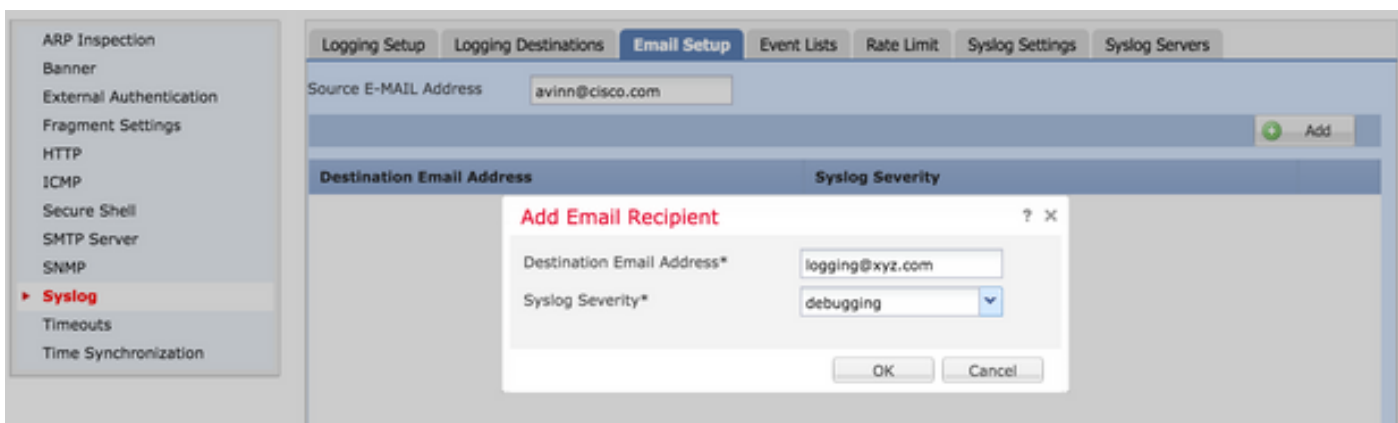 ARP Inspection
Banner
External Authentication
Fragment Settings
HTTP
ICMP
Secure Shell
SMTP Server
SNMP
Syslog
Timeouts
Time Synchronization
Logging Setup Logging Destinations Email Setup Event Lists Rate Limit Syslog Settings Syslog Servers
Source E-MAIL Address avinn@cisco.com
Add
Destination Email Address Syslog Severity
Add Email Recipient ?
Destination Email Address* logging@xyz.com
Syslog Severity* debugging
OK Cancel